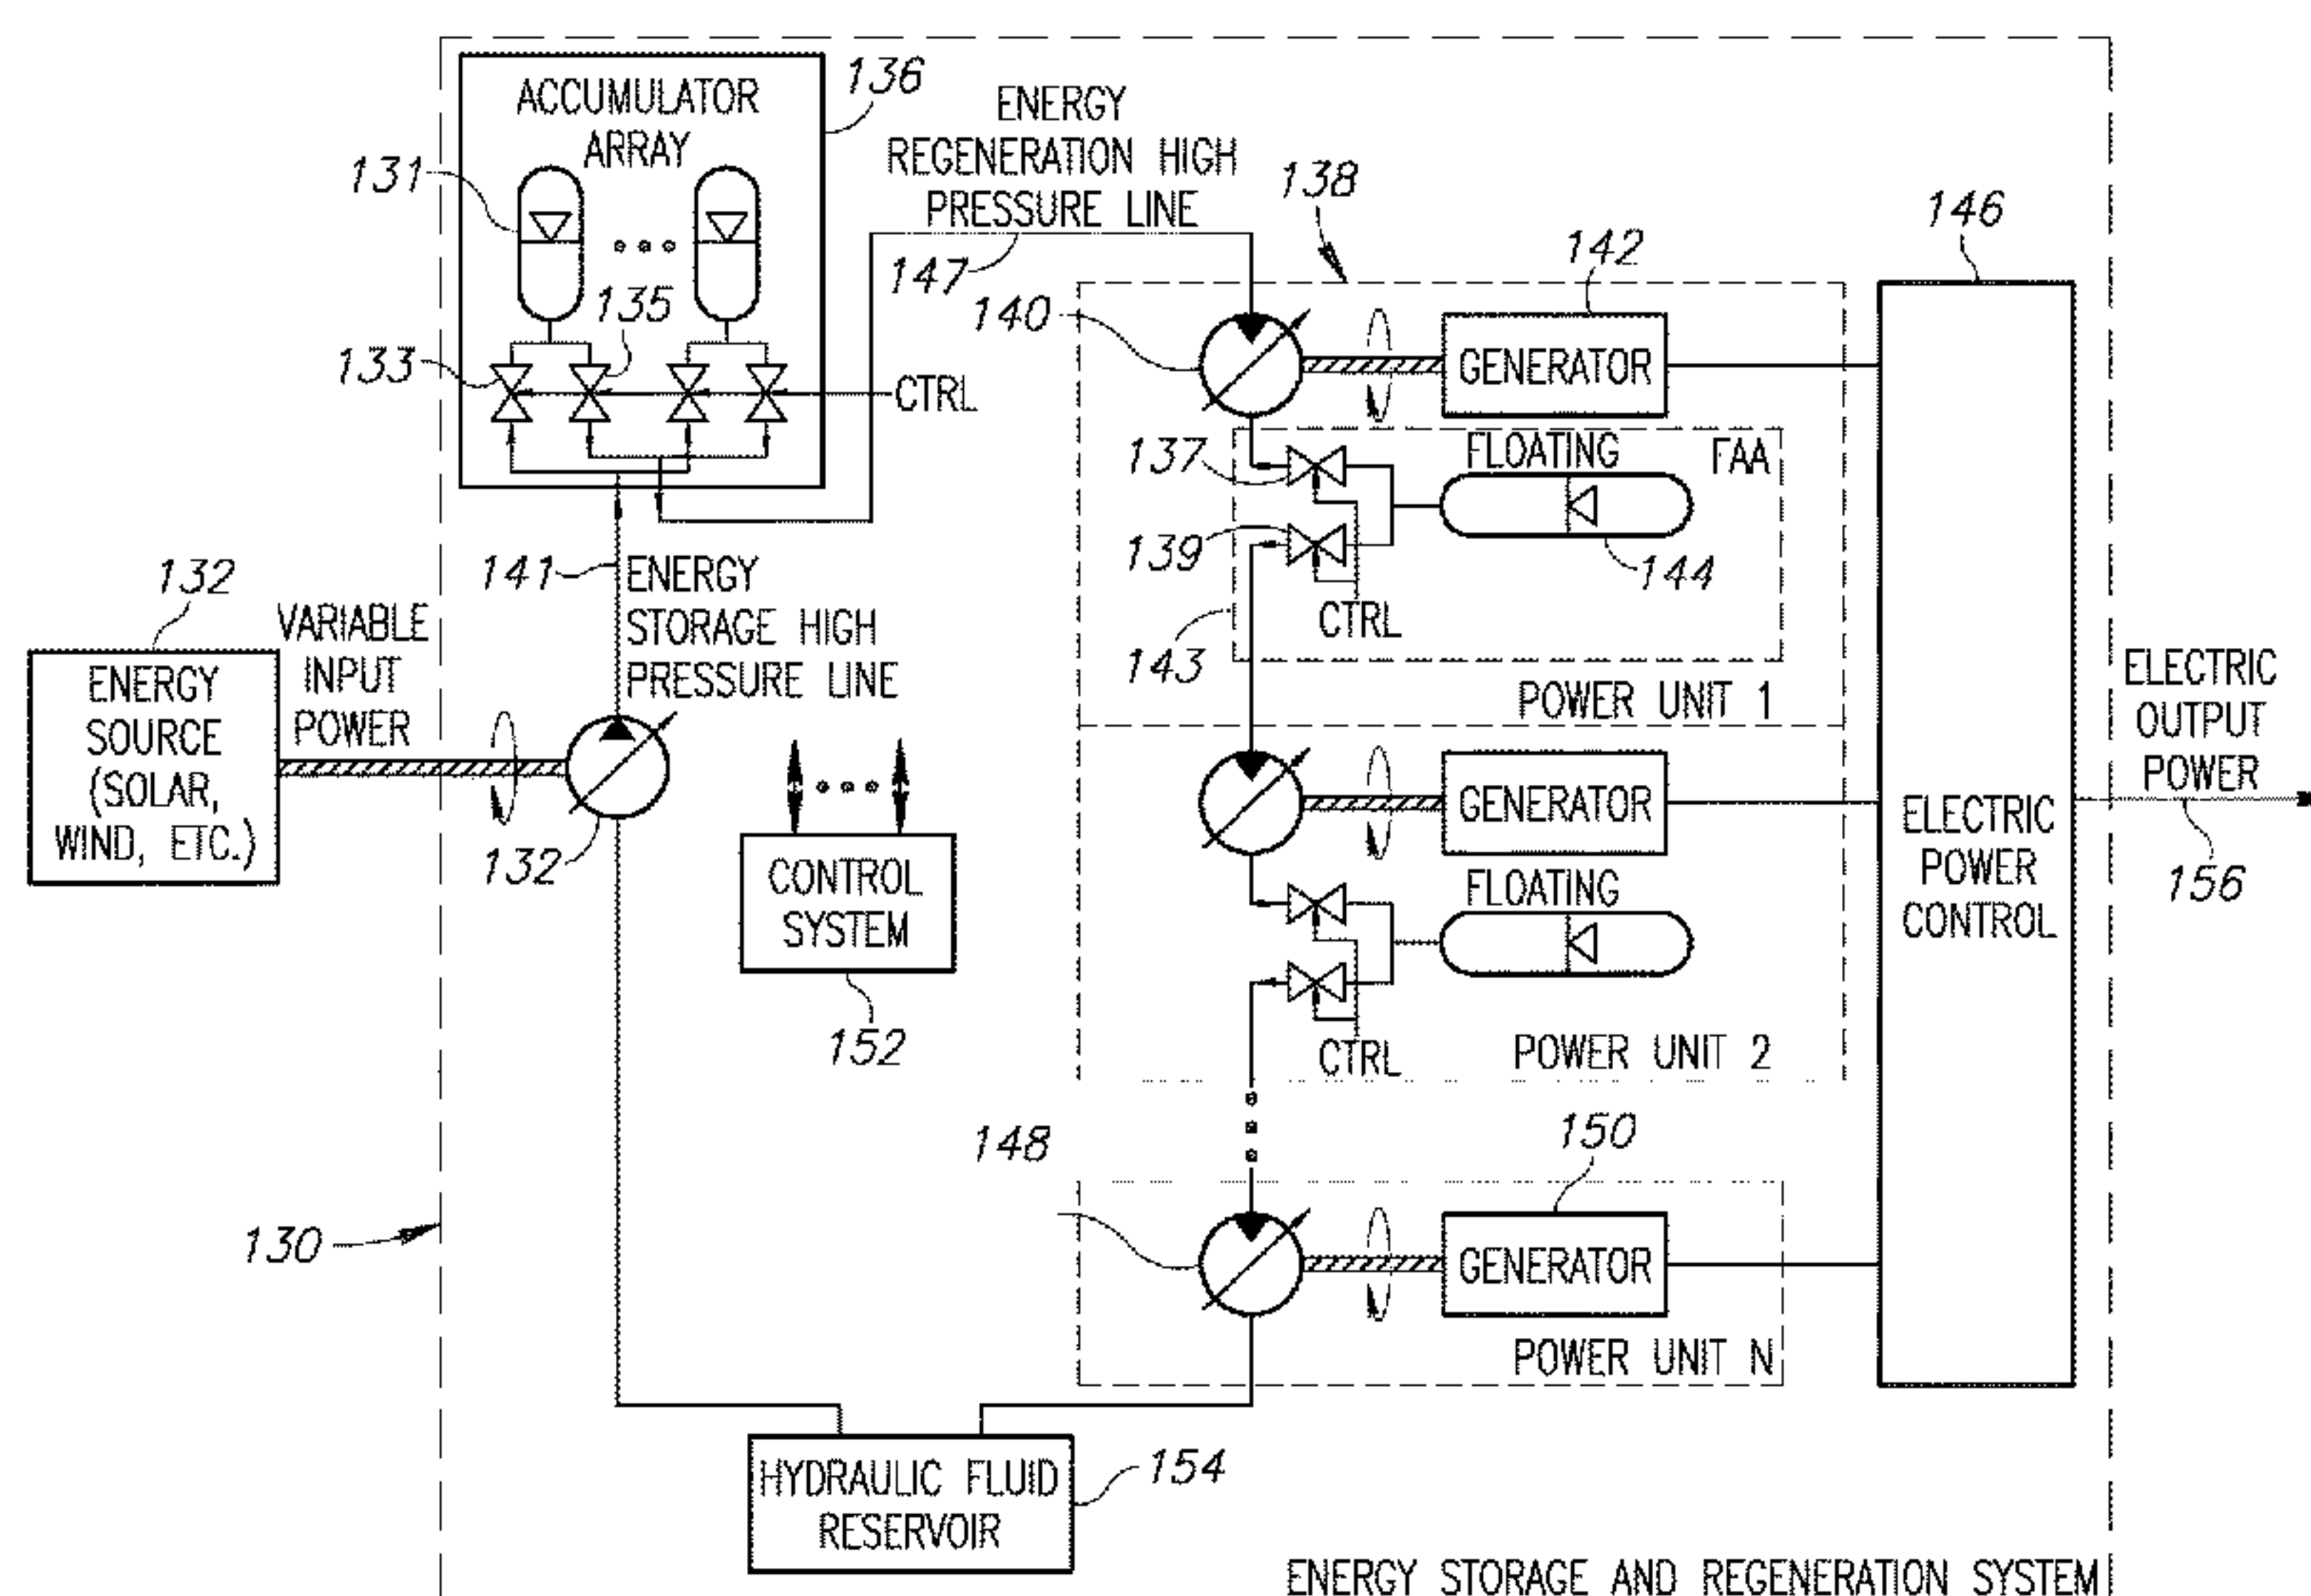 ACCUMULATOR
ARRAY
136
131
135
133
CTRL
ENERGY
REGENERATION HIGH
PRESSURE LINE
147
138
140
142
GENERATOR
146
137
FLOATING
FAA
139
144
CTRL
143
POWER UNIT 1
132
ENERGY
SOURCE
(SOLAR,
WIND, ETC.)
VARIABLE
INPUT
POWER
141
ENERGY
STORAGE HIGH
PRESSURE LINE
132
CONTROL
SYSTEM
152
GENERATOR
FLOATING
CTRL
POWER UNIT 2
ELECTRIC
POWER
CONTROL
ELECTRIC
OUTPUT
POWER
156
148
150
GENERATOR
POWER UNIT N
130
HYDRAULIC FLUID
RESERVOIR
154
ENERGY STORAGE AND REGENERATION SYSTEM